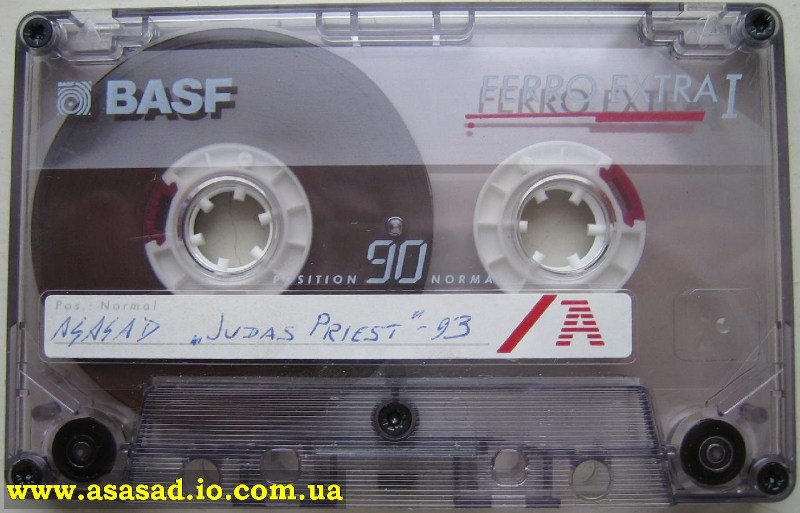 BASF
FERRO EXTRA I
POSITION 90 NORMAL
Pos.: Normal
ASASAD „JUDAS PRIEST“-93
A
www.asasad.io.com.ua